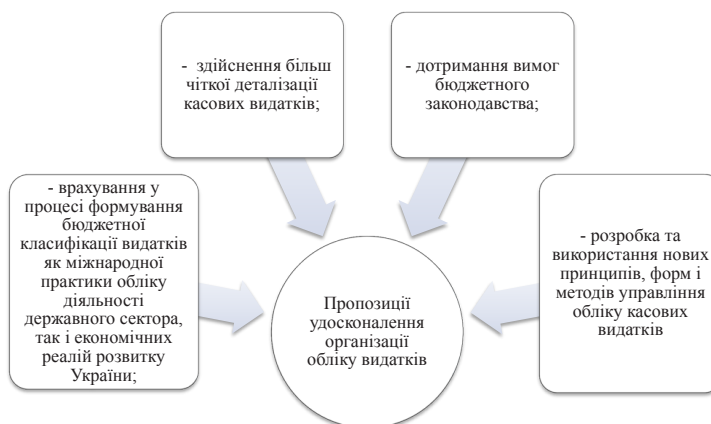 - здійснення більш
чіткої деталізації
касових видатків;
- дотримання вимог
бюджетного
законодавства;
- врахування у
процесі формування
бюджетної
класифікації видатків
як міжнародної
практики обліку
діяльності
державного сектора,
так і економічних
реалій розвитку
України;
- розробка та
використання нових
принципів, форм і
методів управління
обліку касових
видатків
Пропозиції
удосконалення
організації
обліку видатків